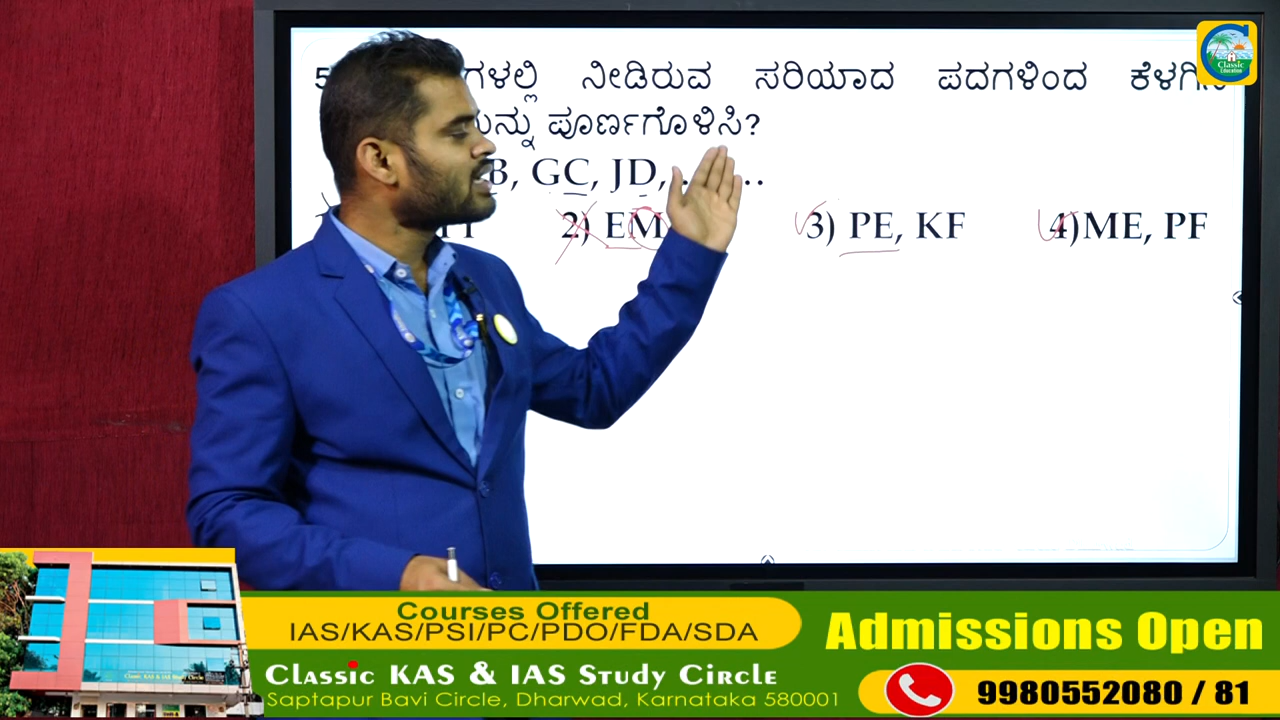 5 ಗಳಲ್ಲಿ ನೀಡಿರುವ ಸರಿಯಾದ ಪದಗಳಿಂದ
ಪೂರ್ಣಗೊಳಿಸಿ?
B, GC, JD, ......
2) EM 3) PE, KF 4)ME, PF
Classic
Education
Courses Offered
IAS/KAS/PSI/PC/PDO/FDA/SDA
Classic KAS & IAS Study Circle
Saptapur Bavi Circle, Dharwad, Karnataka 580001
Admissions Open
9980552080 / 81